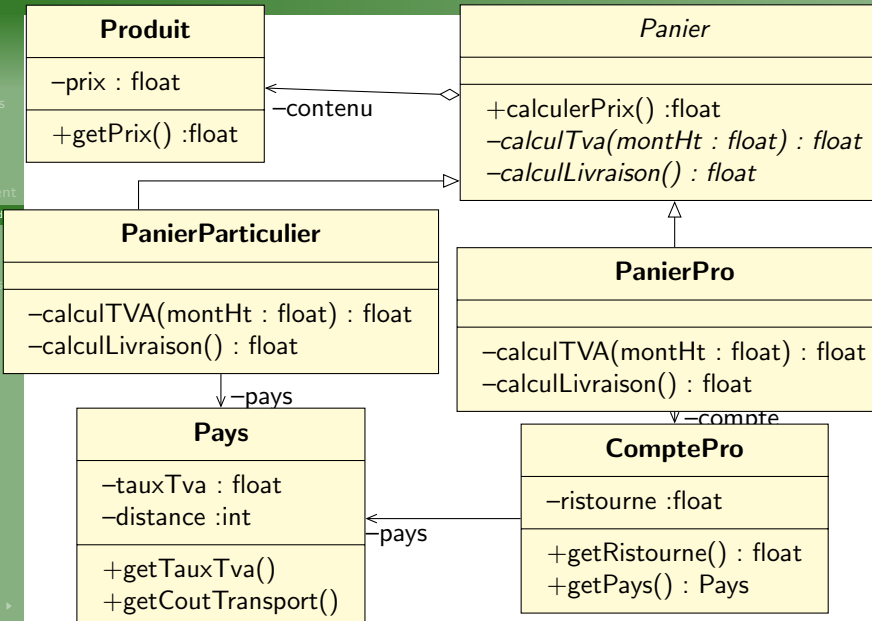 Produit
–prix : float
+getPrix() :float
–contenu
Panier
+calculerPrix() :float
–calculTva(montHt : float) : float
–calculLivraison() : float
PanierParticulier
–calculTVA(montHt : float) : float
–calculLivraison() : float
PanierPro
–calculTVA(montHt : float) : float
–calculLivraison() : float
–pays
–compte
Pays
–tauxTva : float
–distance :int
+getTauxTva()
+getCoutTransport()
–pays
ComptePro
–ristourne :float
+getRistourne() : float
+getPays() : Pays